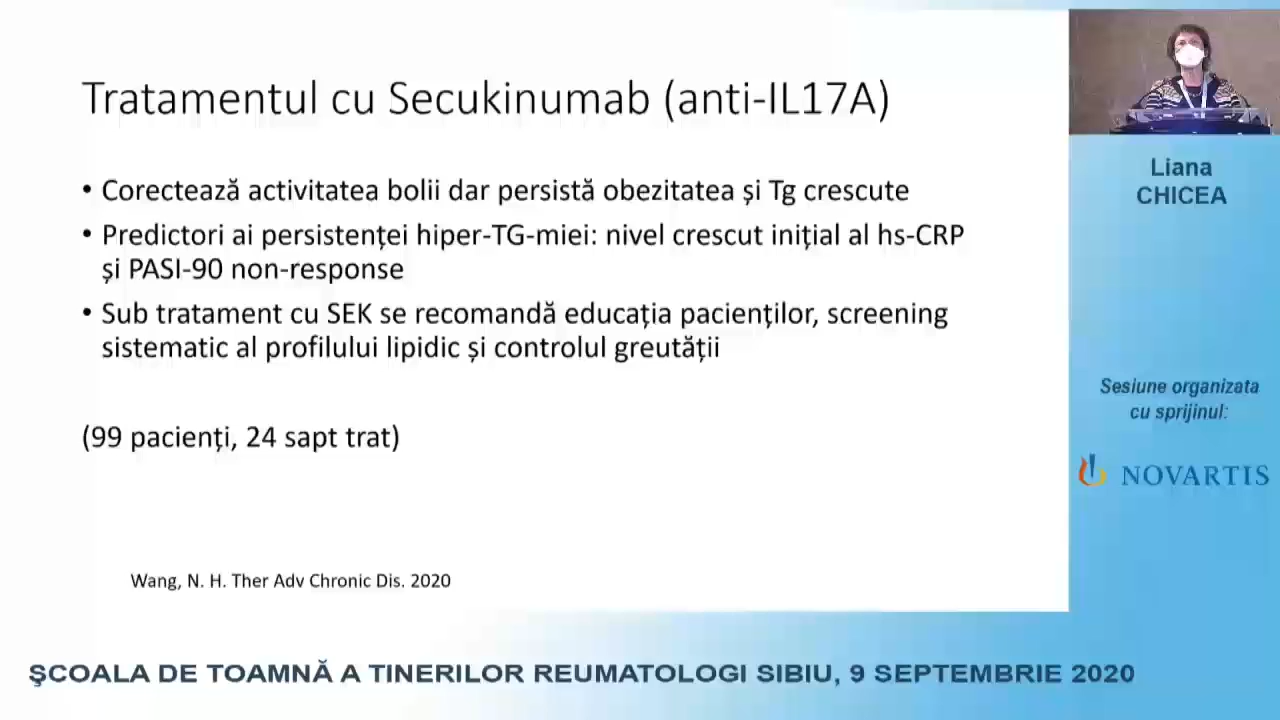 Tratamentul cu Secukinumab (anti-IL17A)
• Corectează activitatea bolii dar persistă obezitatea și Tg crescute
• Predictori ai persistenței hiper-TG-miei: nivel crescut inițial al hs-CRP
și PASI-90 non-response
• Sub tratament cu SEK se recomandă educația pacienților, screening
sistematic al profilului lipidic și controlul greutății
(99 pacienți, 24 sapt trat)
Wang, N. H. Ther Adv Chronic Dis. 2020
Liana
CHICEA
Sesiune organizata
cu sprijinul:
NOVARTIS
ŞCOALA DE TOAMNĂ A TINERILOR REUMATOLOGI SIBIU, 9 SEPTEMBRIE 2020